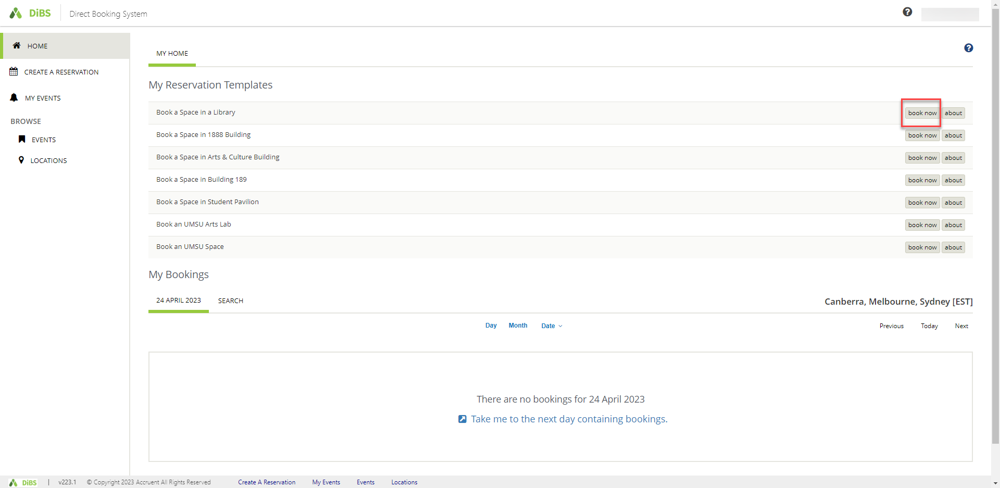 DiBS Direct Booking System
HOME
CREATE A RESERVATION
MY EVENTS
BROWSE
EVENTS
LOCATIONS
MY HOME
My Reservation Templates
Book a Space in a Library book now about
Book a Space in 1888 Building book now about
Book a Space in Arts & Culture Building book now about
Book a Space in Building 189 book now about
Book a Space in Student Pavilion book now about
Book an UMSU Arts Lab book now about
Book an UMSU Space book now about
My Bookings
24 APRIL 2023 SEARCH Canberra, Melbourne, Sydney [EST]
Day Month Date Previous Today Next
There are no bookings for 24 April 2023
Take me to the next day containing bookings.
DiBS | v223.1 © Copyright 2023 Accruent All Rights Reserved Create A Reservation My Events Events Locations